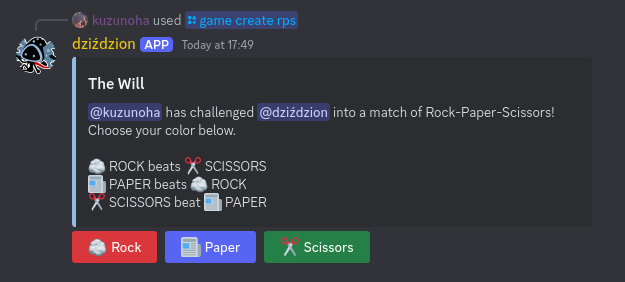 kuzunoha used game create rps
dziździon APP Today at 17:49
The Will
@kuzunoha has challenged @dziździon into a match of Rock-Paper-Scissors!
Choose your color below.
ROCK beats SCISSORS
PAPER beats ROCK
SCISSORS beat PAPER
Rock Paper Scissors